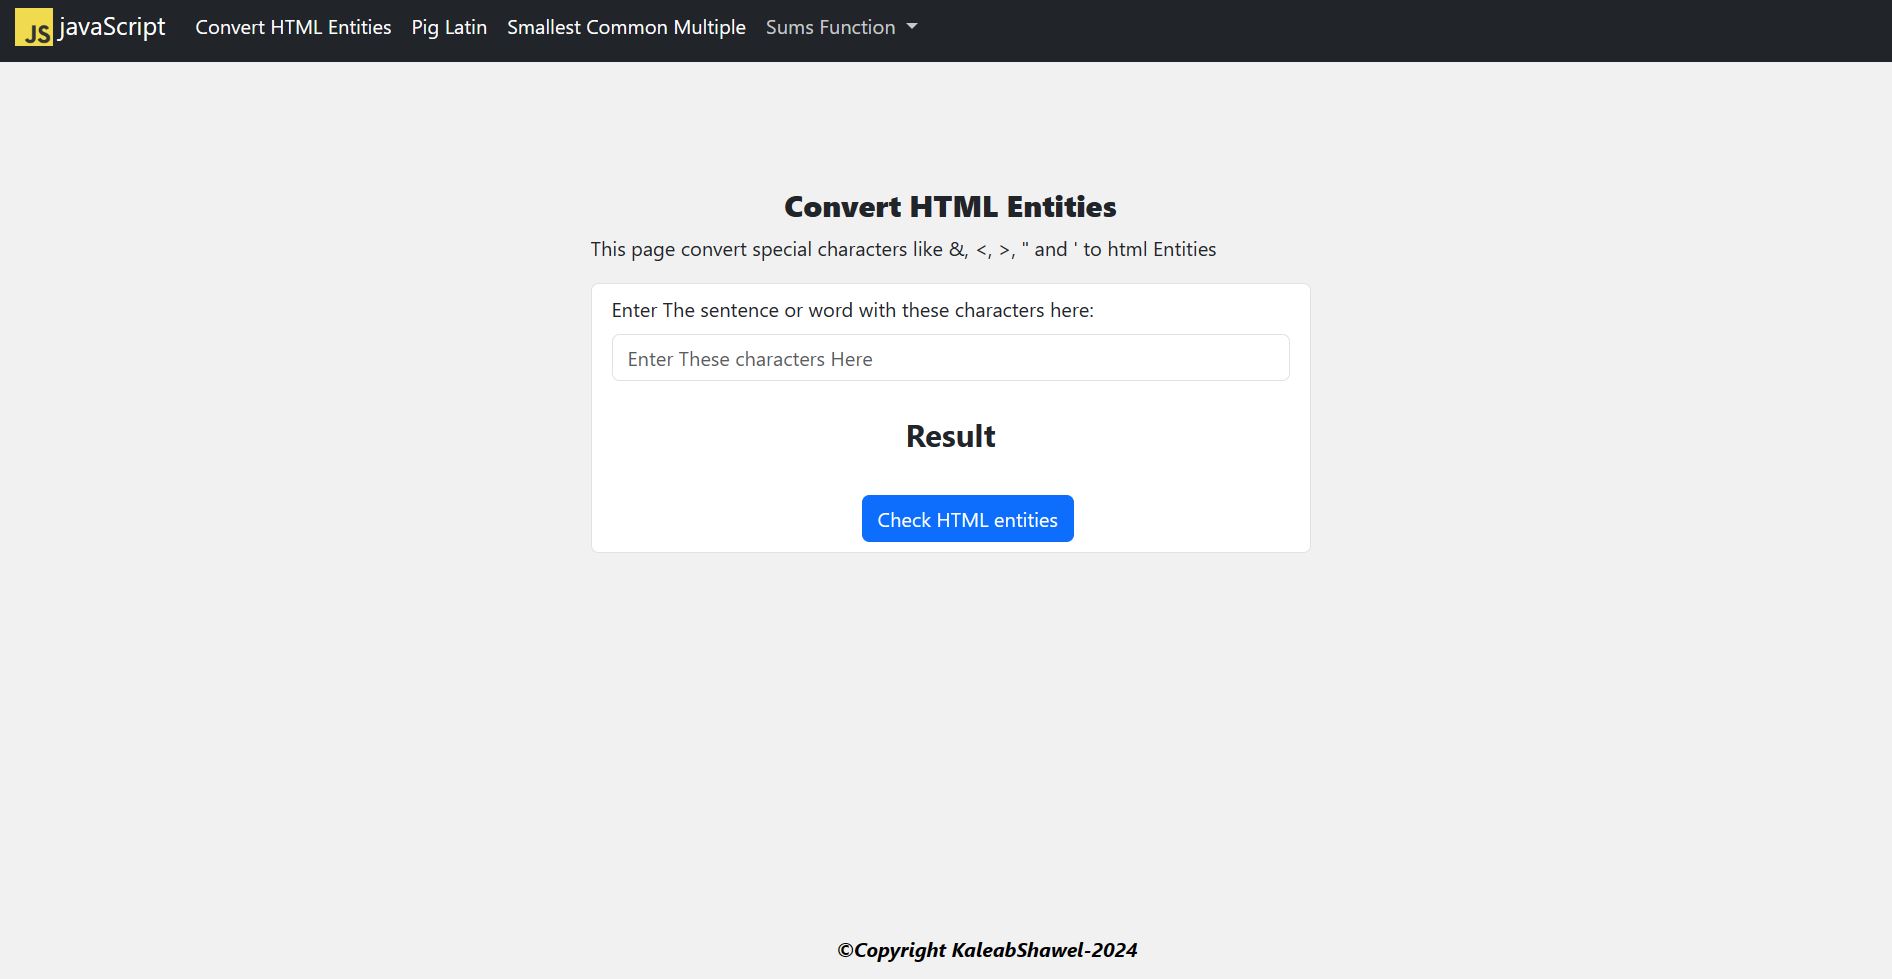 JS javaScript Convert HTML Entities Pig Latin Smallest Common Multiple Sums Function
Convert HTML Entities
This page convert special characters like &, <, >, " and ' to html Entities
Enter The sentence or word with these characters here:
Enter These characters Here
Result
Check HTML entities
©Copyright KaleabShawel-2024